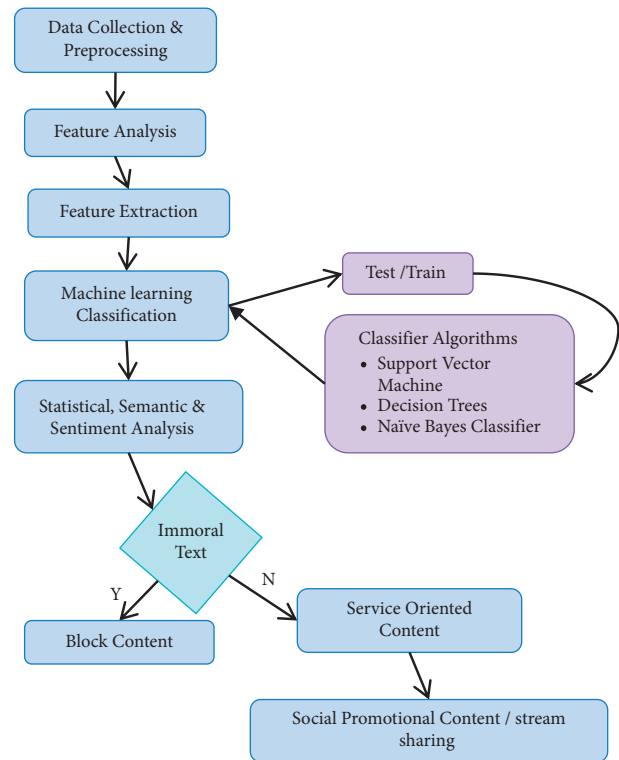 Data Collection &
Preprocessing
Feature Analysis
Feature Extraction
Machine learning
Classification
Test /Train
Classifier Algorithms
• Support Vector
Machine
• Decision Trees
• Naïve Bayes Classifier
Statistical, Semantic &
Sentiment Analysis
Immoral
Text
Y
N
Block Content
Service Oriented
Content
Social Promotional Content / stream
sharing